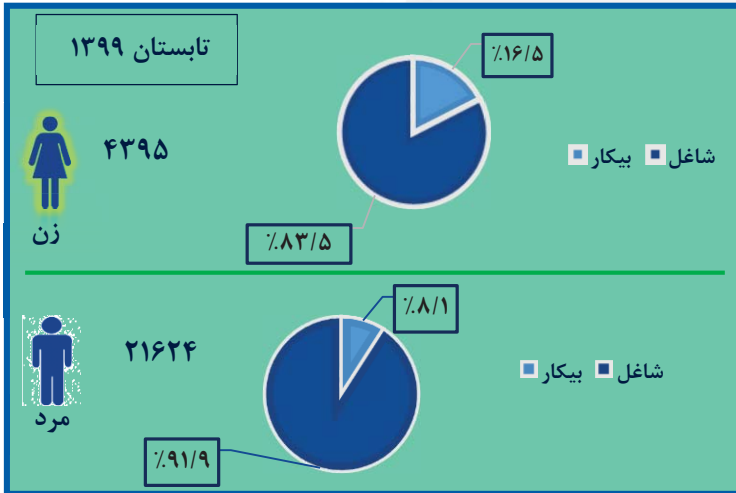 تابستان ۱۳۹۹
٪۱۶/۵
۴۳۹۵
شاغل بیکار
زن
٪۸۳/۵
٪۸/۱
۲۱۶۲۴
شاغل بیکار
مرد
٪۹۱/۹